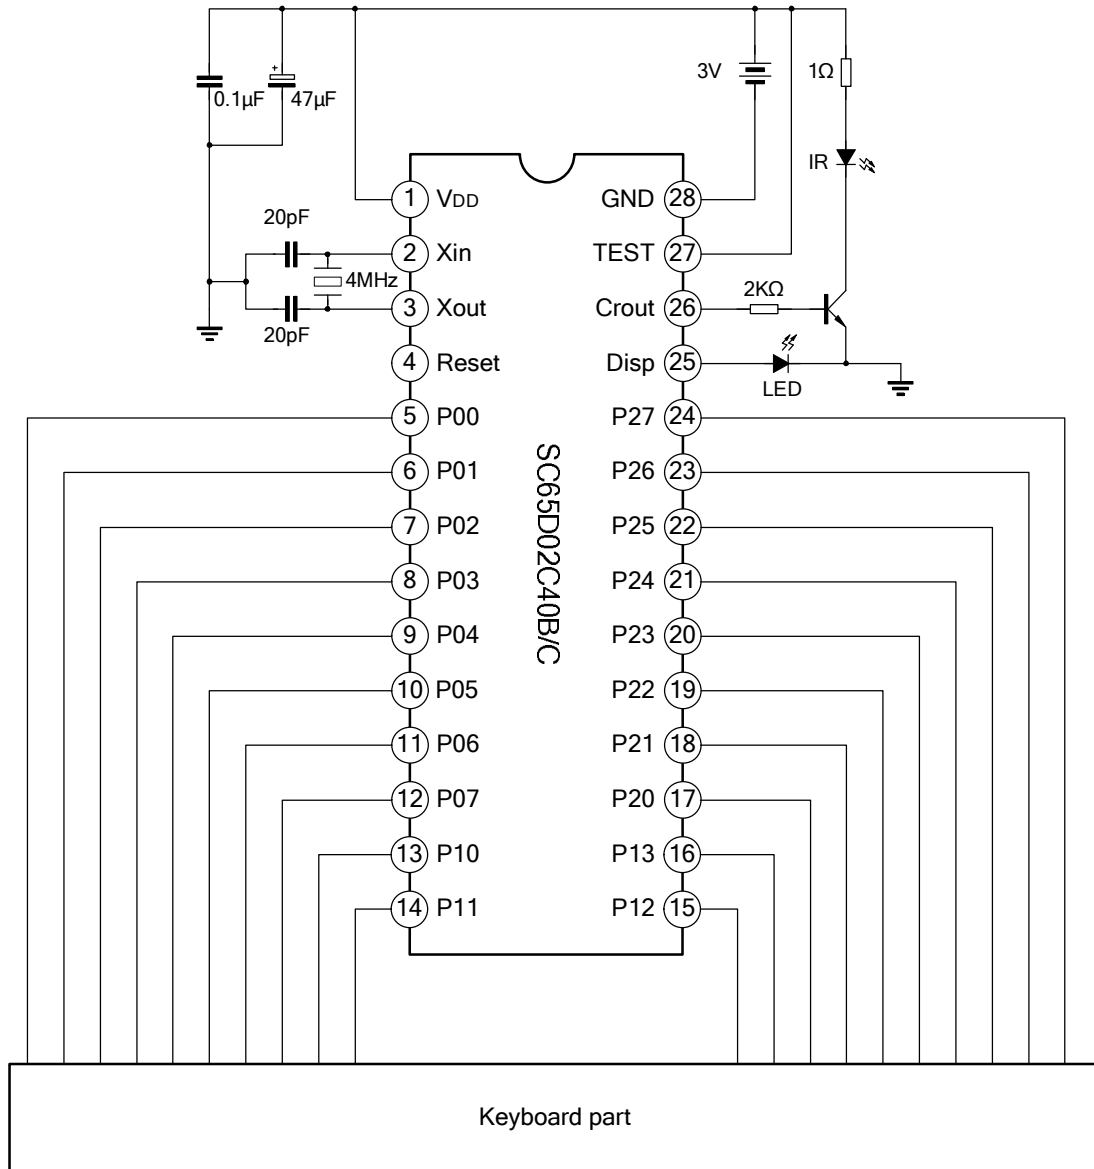 3V
1Ω
0.1μF
+
47μF
IR
1 VDD
GND 28
20pF
2 Xin
TEST 27
4MHz
2KΩ
3 Xout
Crout 26
20pF
4 Reset
Disp 25
LED
5 P00
P27 24
6 P01
P26 23
7 P02
P25 22
8 P03
P24 21
9 P04
P23 20
10 P05
P22 19
11 P06
P21 18
12 P07
P20 17
13 P10
P13 16
14 P11
P12 15
SC65D02C40B/C
Keyboard part